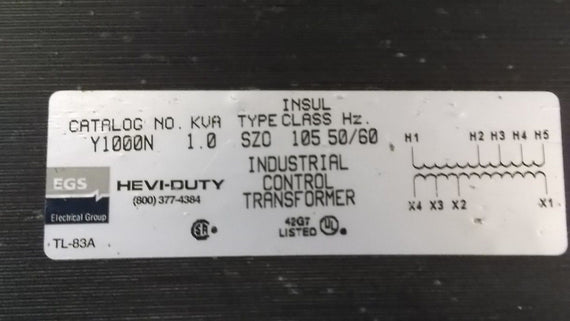 INSUL
CATALOG NO. KVA TYPE CLASS Hz.
Y1000N 1.0 SZO 105 50/60
H1 H2 H3 H4 H5
X4 X3 X2 X1
EGS
Electrical Group
HEVI-DUTY
(800) 377-4384
INDUSTRIAL
CONTROL
TRANSFORMER
TL-83A
SA
42G7
LISTED
UL